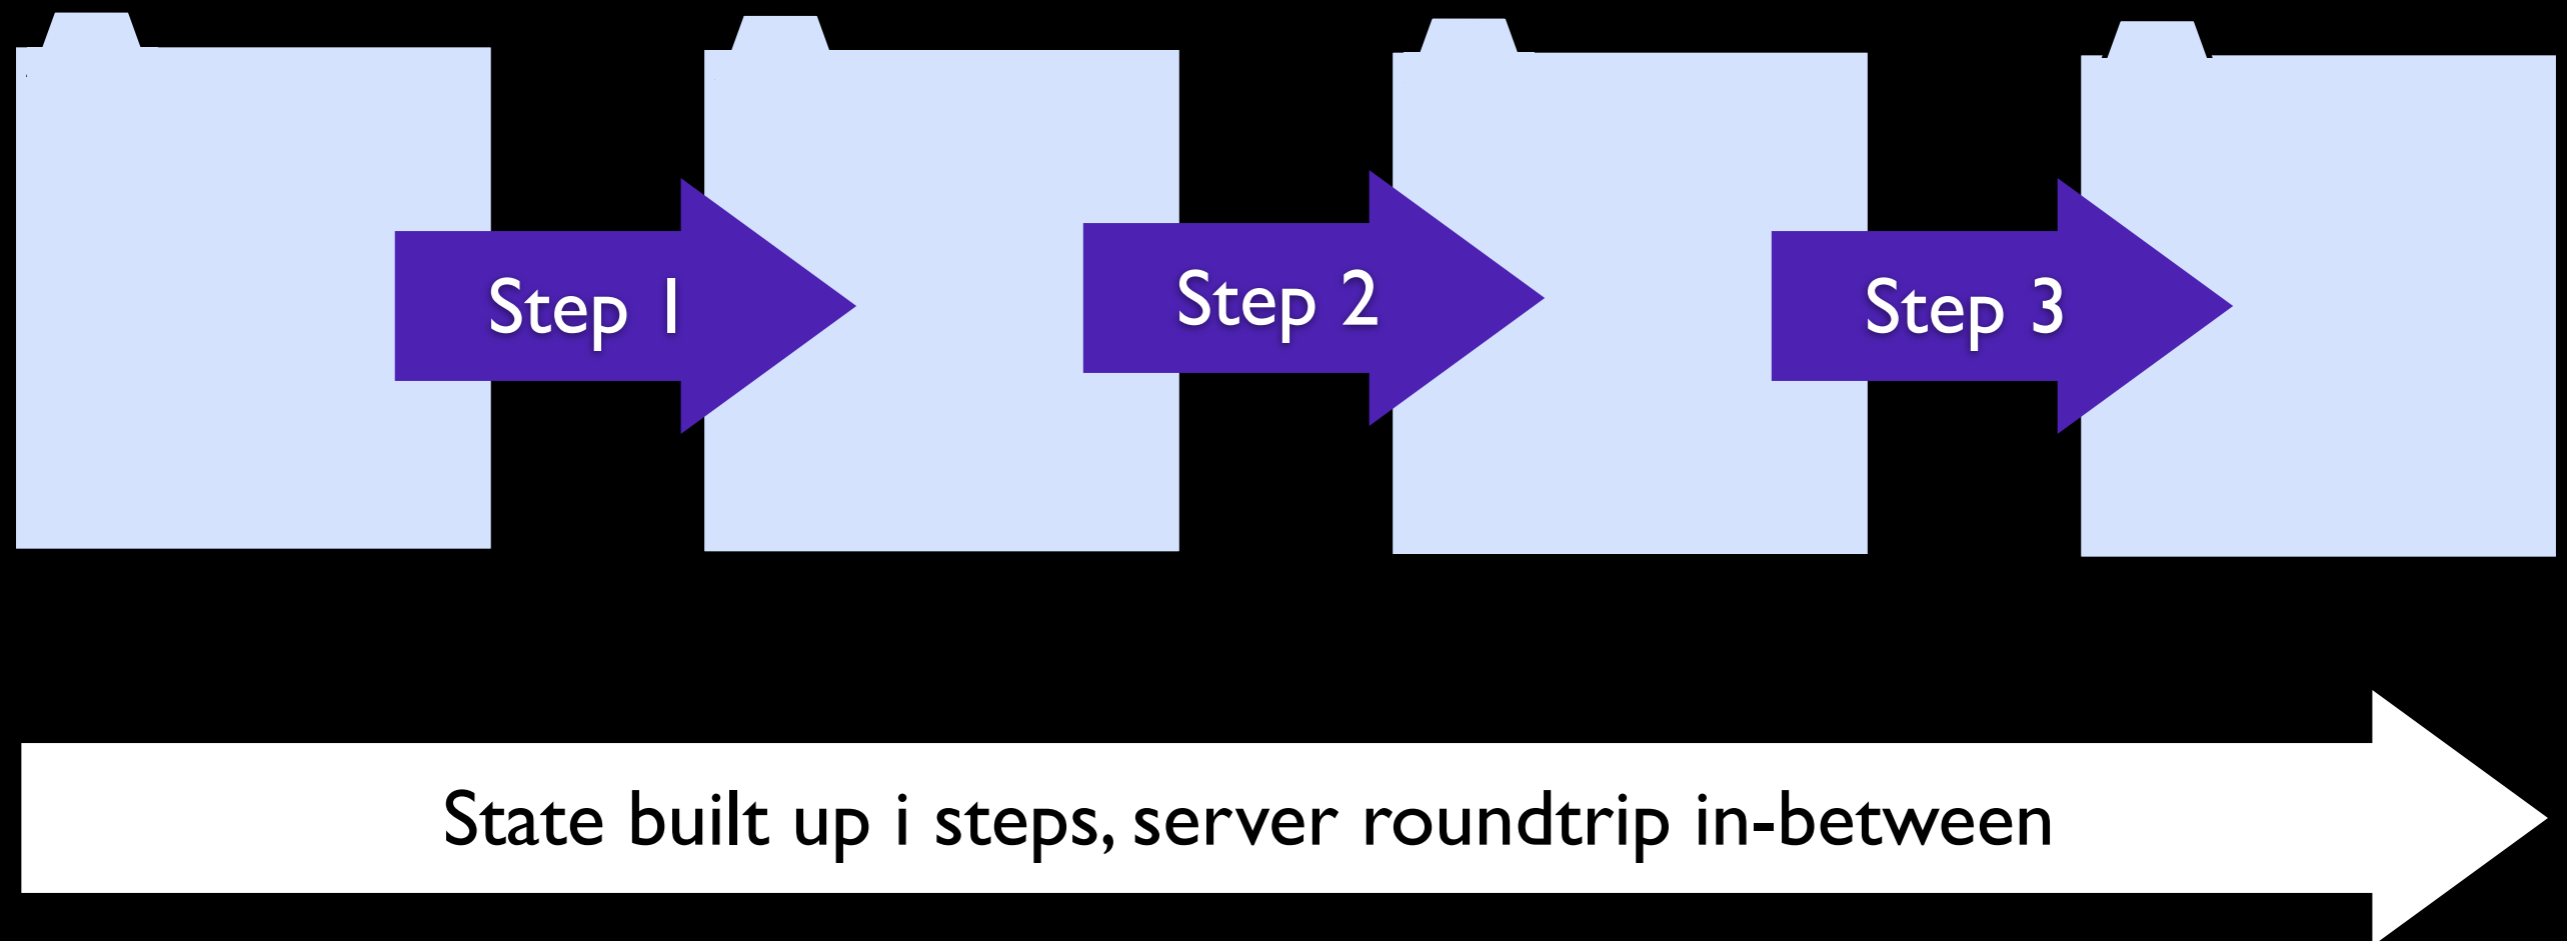 Step 1
Step 2
Step 3
State built up i steps, server roundtrip in-between